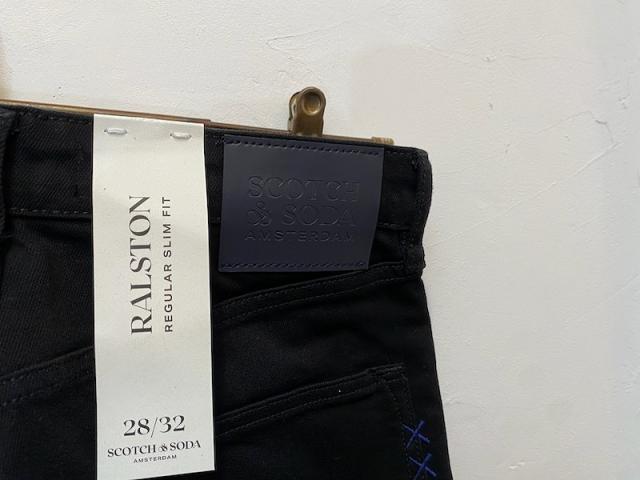 RALSTON
REGULAR SLIM FIT
28/32
SCOTCH & SODA
AMSTERDAM
SCOTCH
& SODA
AMSTERDAM